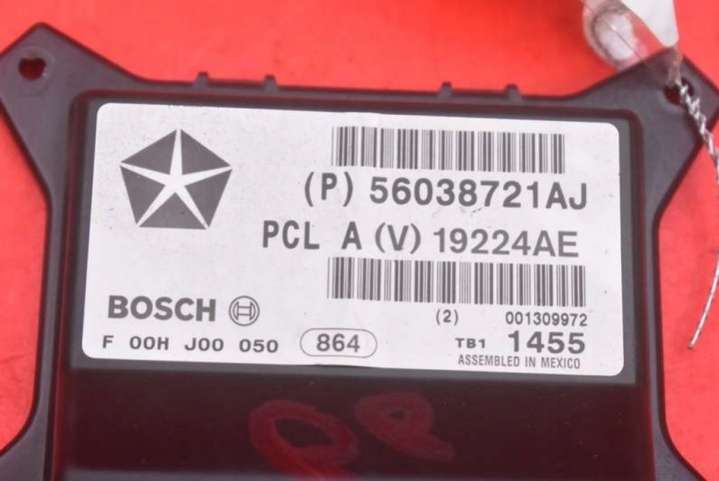 (P) 56038721AJ
PCL A (V) 19224AE
BOSCH
(2) 001309972
F 00H J00 050 864 TB1 1455
ASSEMBLED IN MEXICO